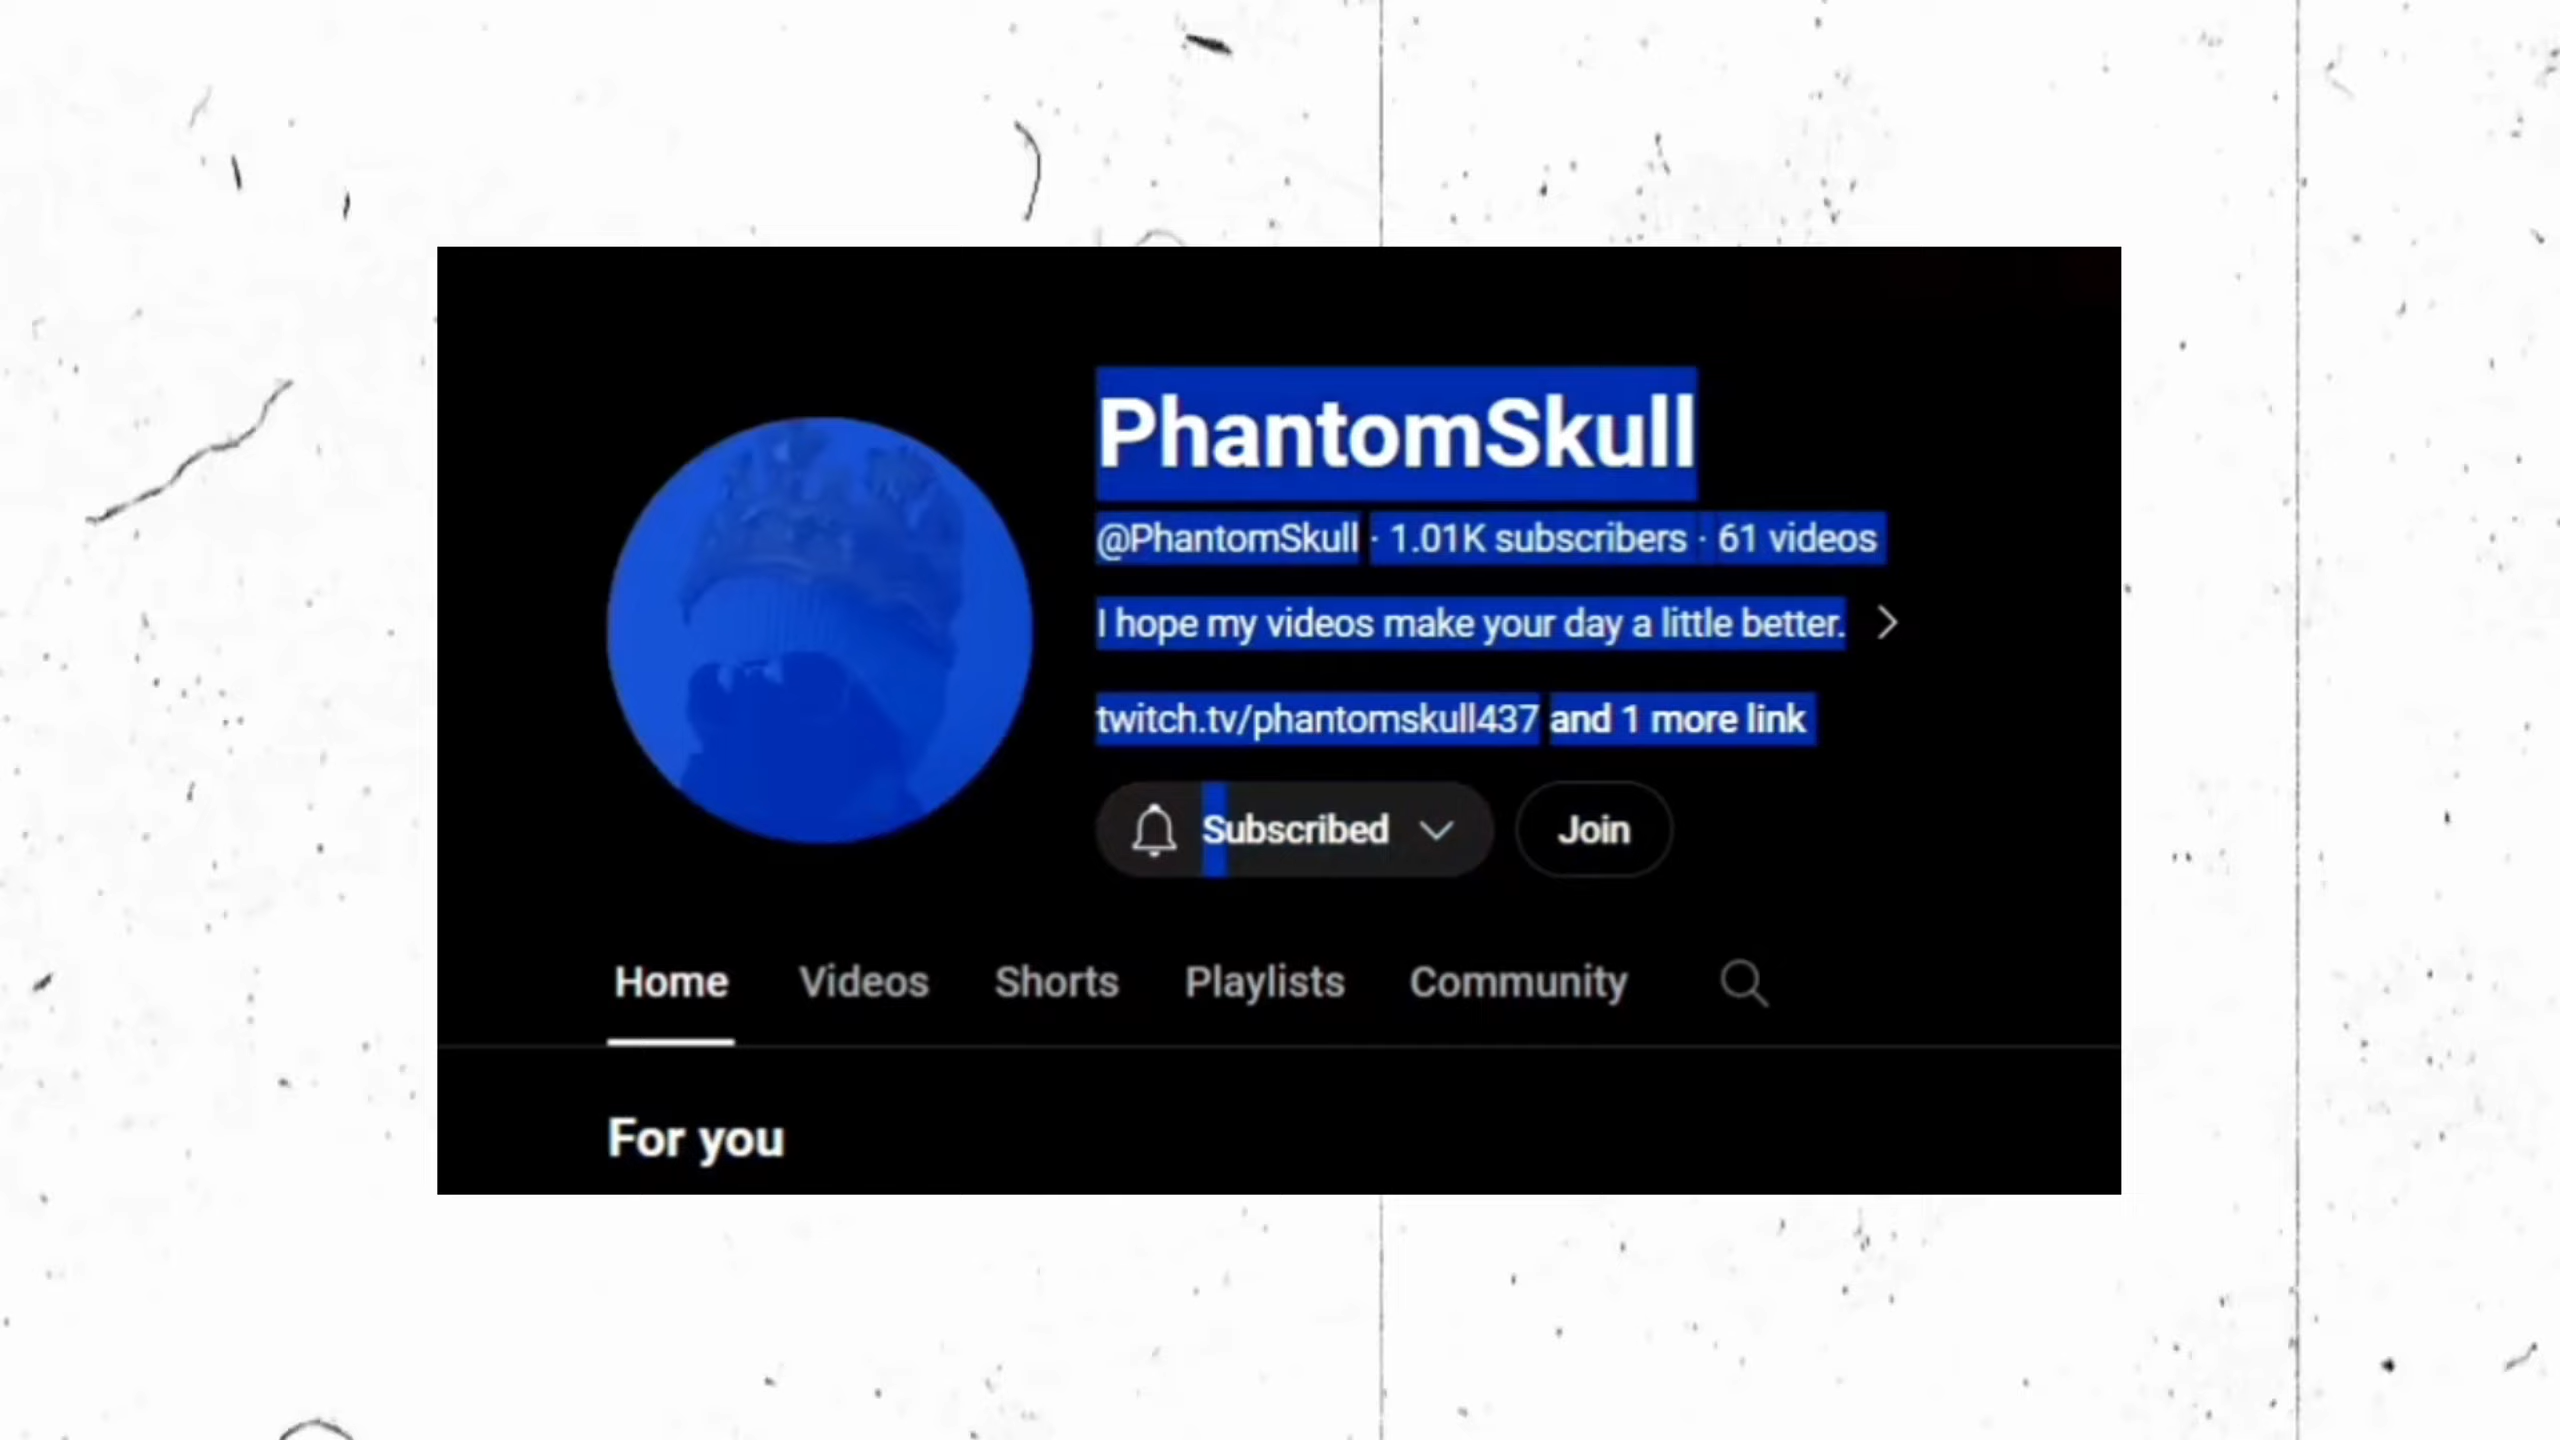 PhantomSkull
@PhantomSkull · 1.01K subscribers · 61 videos
I hope my videos make your day a little better.
twitch.tv/phantomskull437 and 1 more link
Subscribed Join
Home Videos Shorts Playlists Community
For you